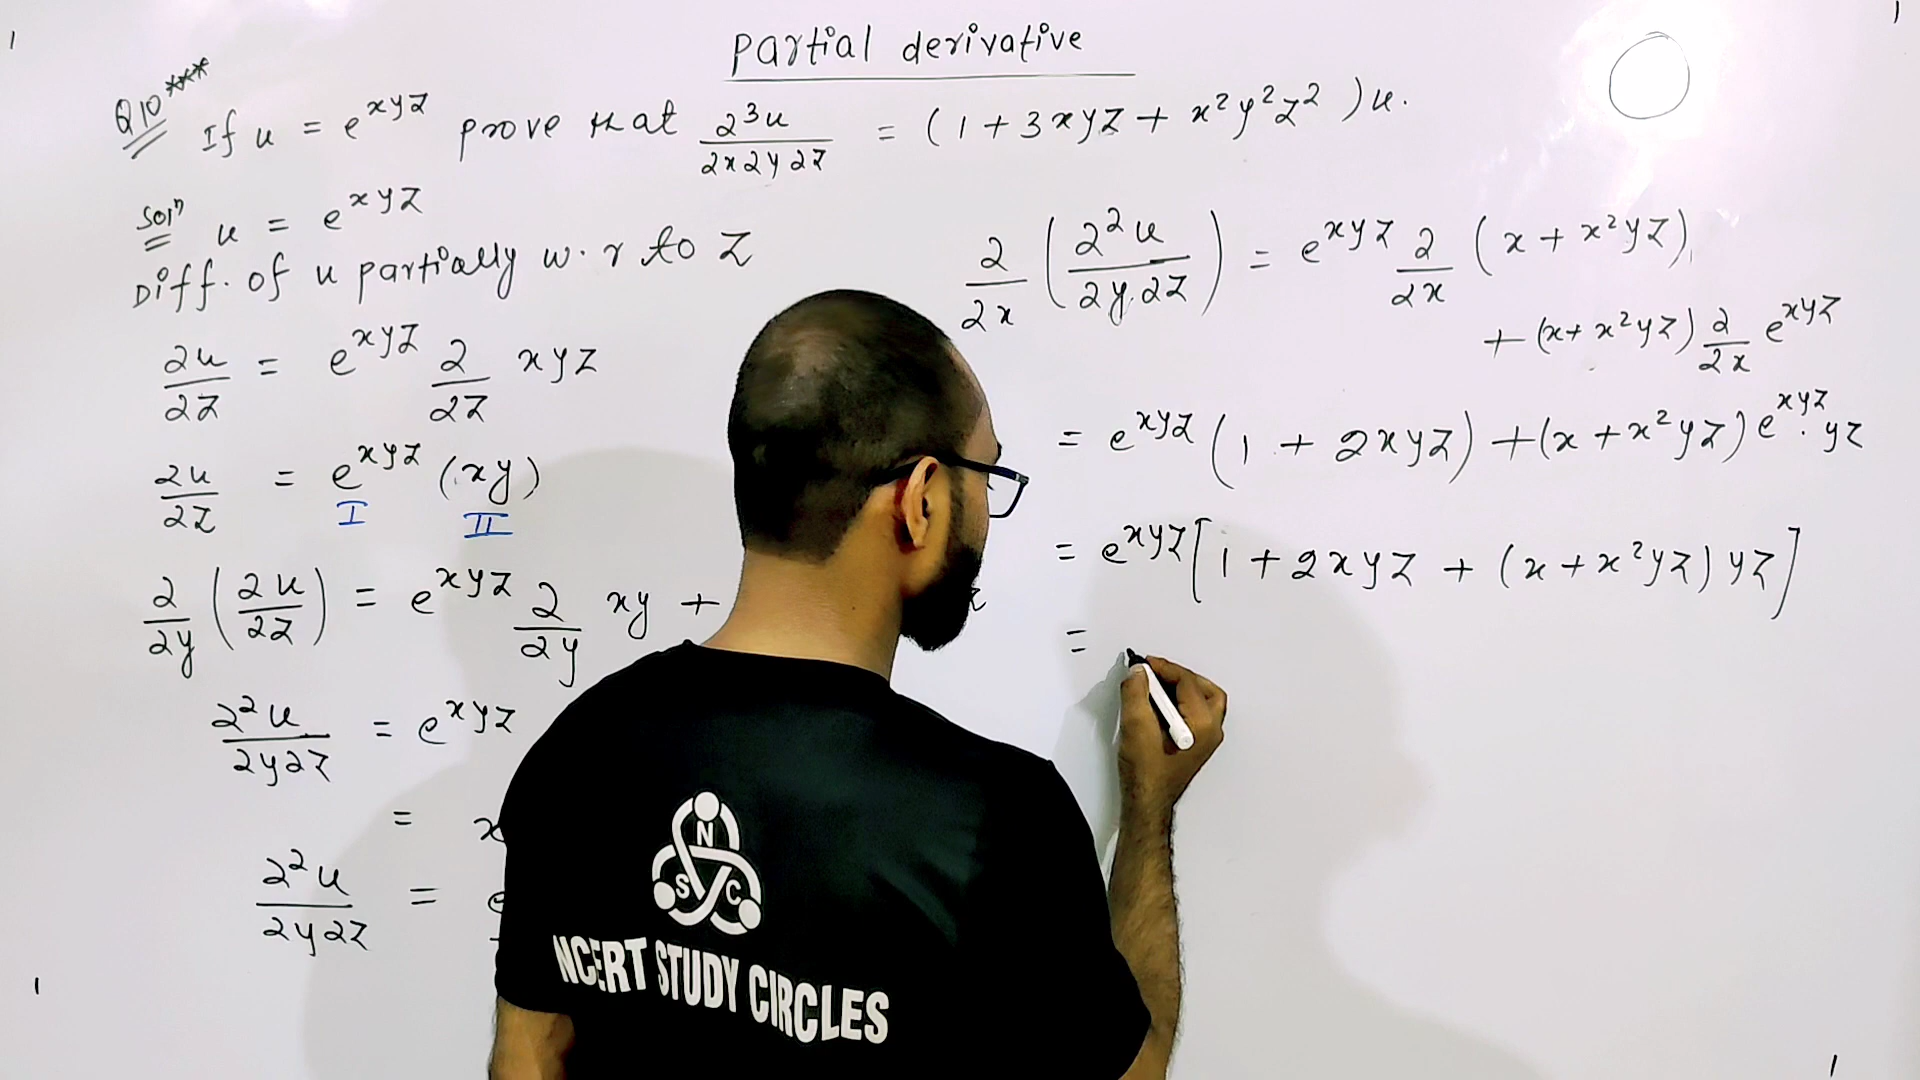 Partial derivative
Q10***
If u = e^xyz prove that ∂³u/∂x∂y∂z = (1 + 3xyz + x²y²z²)u.
Solⁿ u = e^xyz
Diff. of u partially w.r to z
∂u/∂z = e^xyz ∂/∂z xyz
∂u/∂z = e^xyz (xy)
I II
∂/∂y (∂u/∂z) = e^xyz ∂/∂y xy +
∂²u/∂y∂z = e^xyz
= x
∂²u/∂y∂z =
∂/∂x (∂²u/∂y.∂z) = e^xyz ∂/∂x (x + x²yz)
+ (x + x²yz) ∂/∂x e^xyz
= e^xyz (1 + 2xyz) + (x + x²yz) e^xyz . yz
= e^xyz [1 + 2xyz + (x + x²yz) yz]
=
N
S C
NCERT STUDY CIRCLES